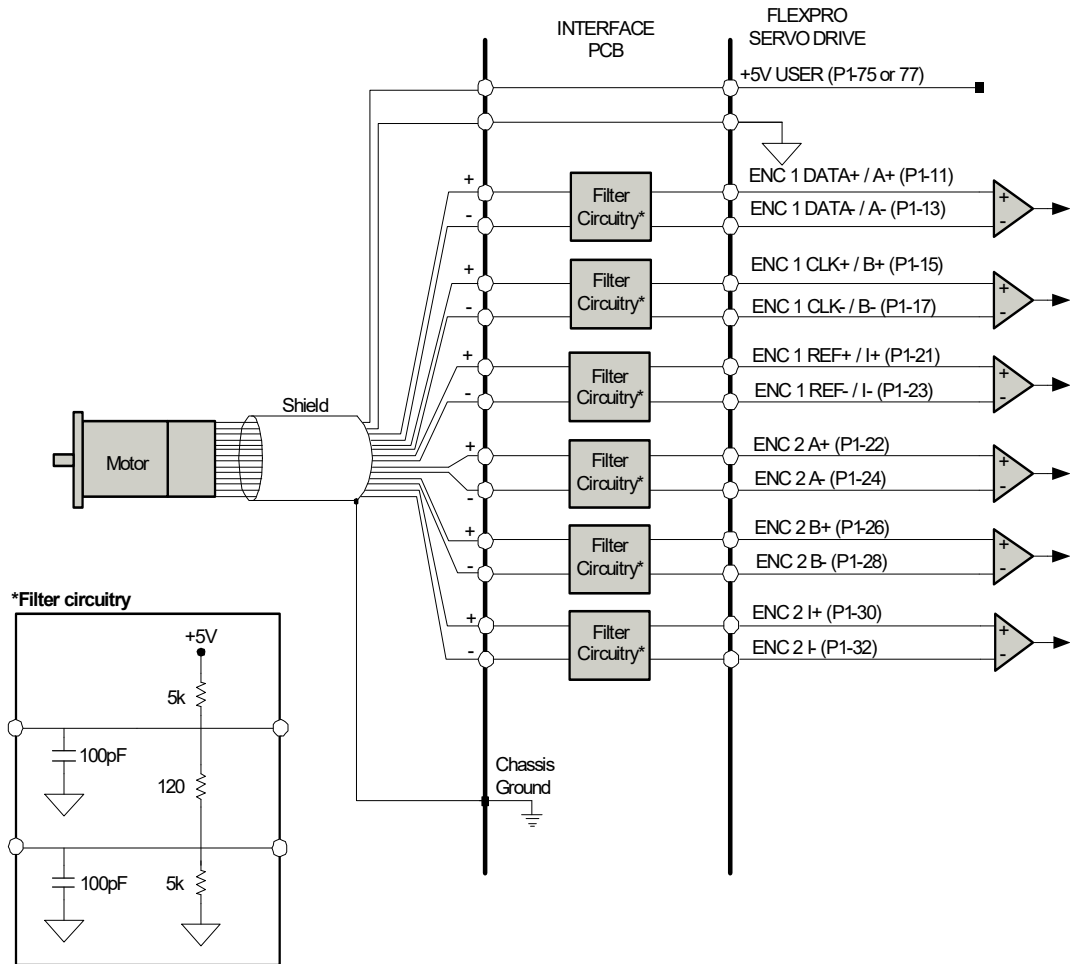 INTERFACE
PCB
FLEXPRO
SERVO DRIVE
+5V USER (P1-75 or 77)
+
-
Filter
Circuitry*
ENC 1 DATA+ / A+ (P1-11)
ENC 1 DATA- / A- (P1-13)
+
-
+
-
Filter
Circuitry*
ENC 1 CLK+ / B+ (P1-15)
ENC 1 CLK- / B- (P1-17)
+
-
+
-
Filter
Circuitry*
ENC 1 REF+ / I+ (P1-21)
ENC 1 REF- / I- (P1-23)
+
-
Shield
Motor
+
-
Filter
Circuitry*
ENC 2 A+ (P1-22)
ENC 2 A- (P1-24)
+
-
+
-
Filter
Circuitry*
ENC 2 B+ (P1-26)
ENC 2 B- (P1-28)
+
-
+
-
Filter
Circuitry*
ENC 2 I+ (P1-30)
ENC 2 I- (P1-32)
+
-
*Filter circuitry
+5V
5k
100pF
120
100pF
5k
Chassis
Ground